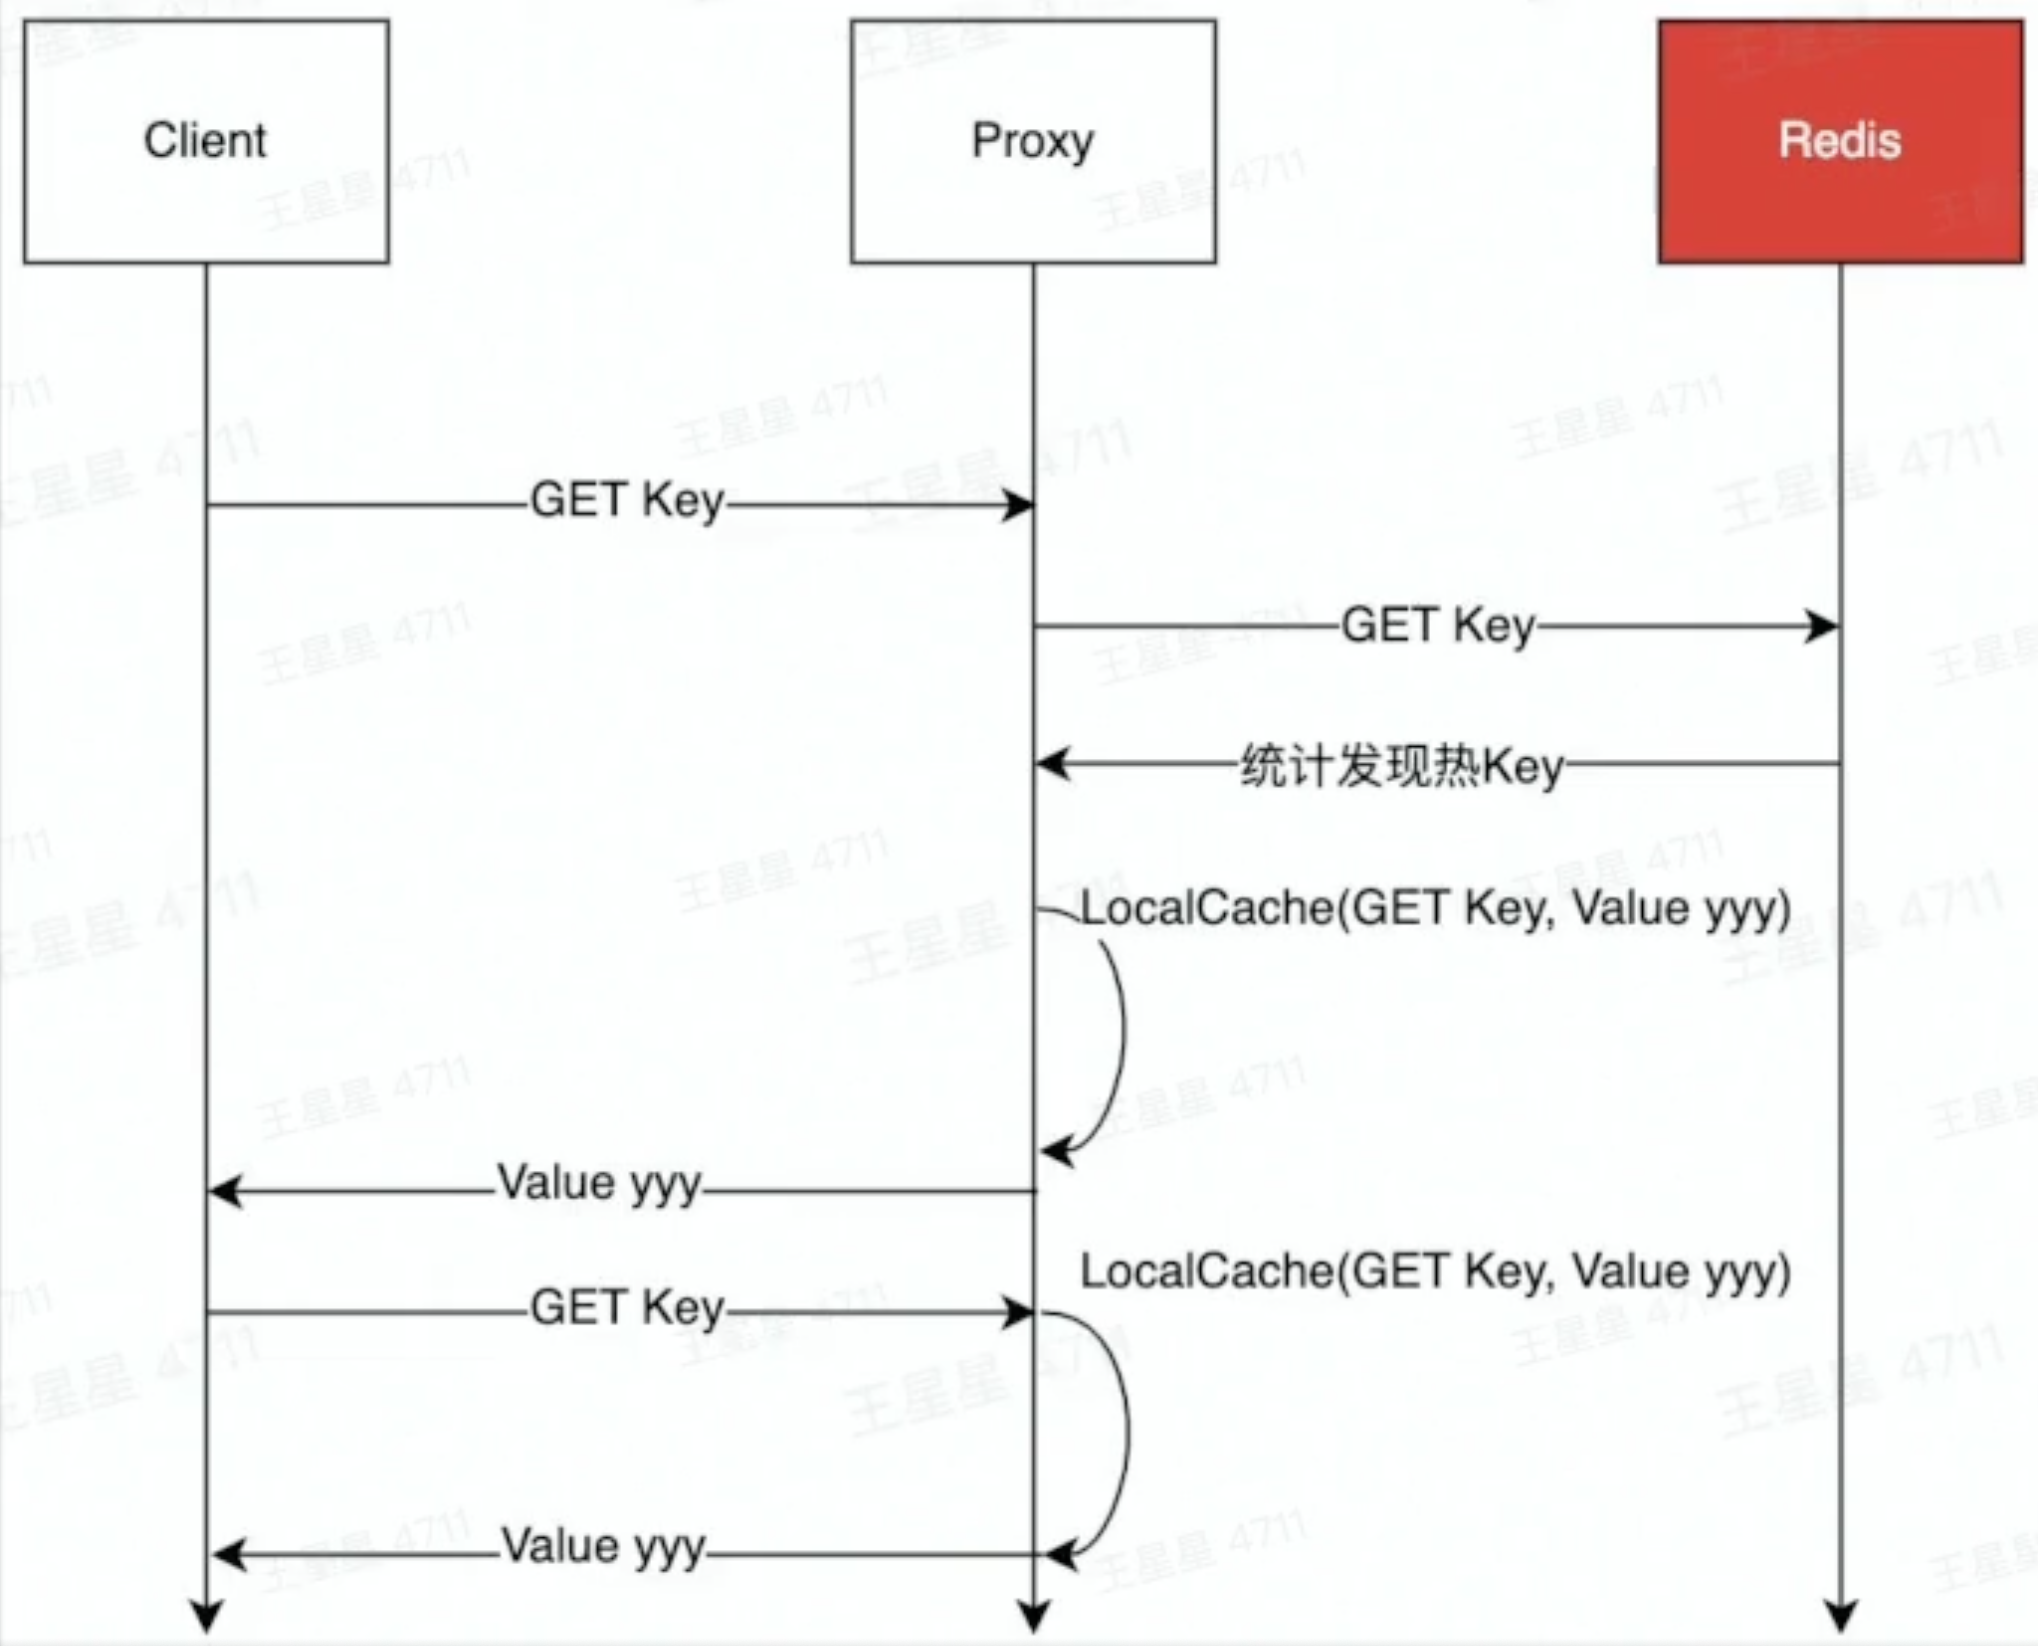 Client
Proxy
Redis
GET Key
GET Key
统计发现热Key
LocalCache(GET Key, Value yyy)
Value yyy
LocalCache(GET Key, Value yyy)
GET Key
Value yyy
王星星 4711